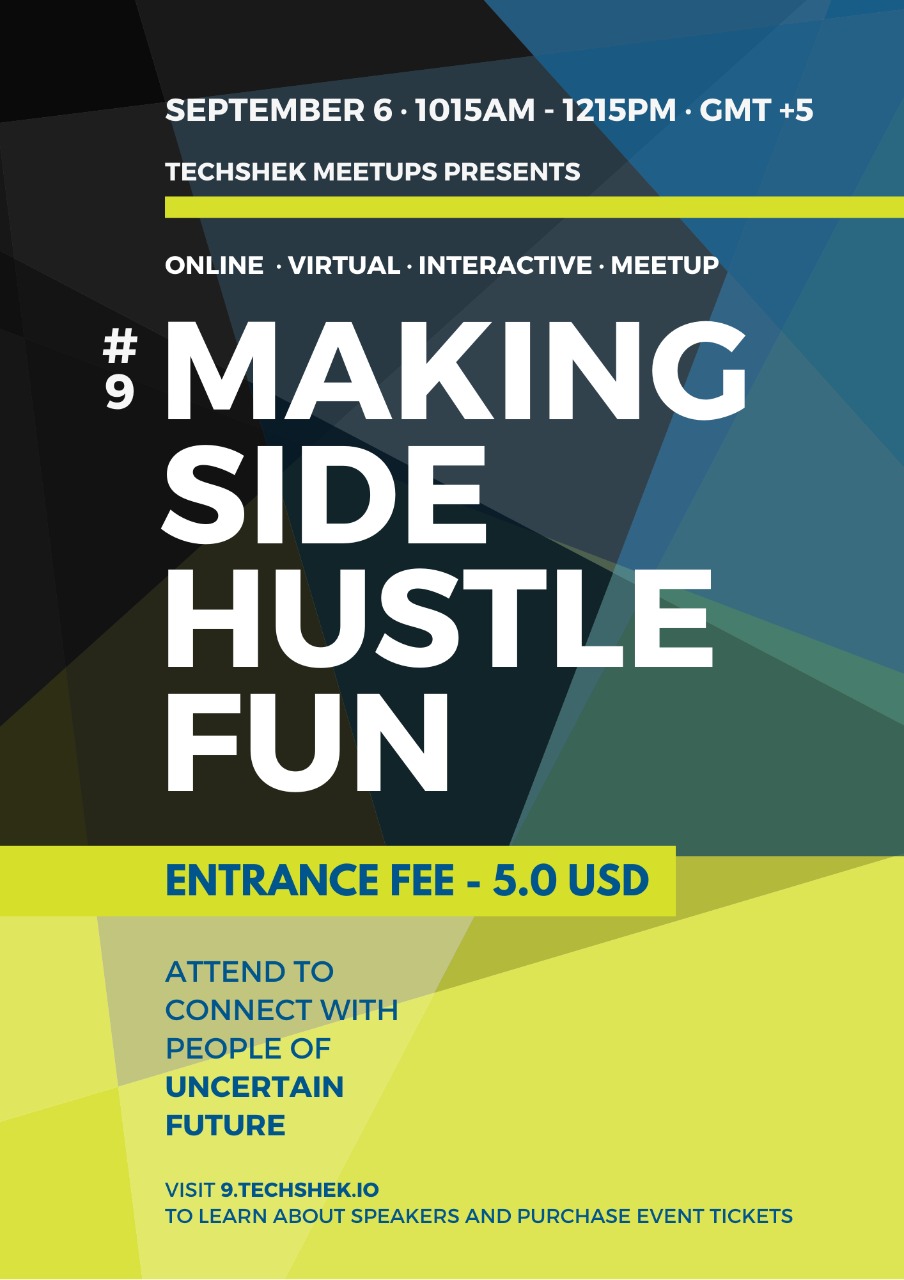 SEPTEMBER 6 · 1015AM - 1215PM · GMT +5
TECHSHEK MEETUPS PRESENTS
ONLINE · VIRTUAL · INTERACTIVE · MEETUP
#
9
MAKING
SIDE
HUSTLE
FUN
ENTRANCE FEE - 5.0 USD
ATTEND TO
CONNECT WITH
PEOPLE OF
UNCERTAIN
FUTURE
VISIT 9.TECHSHEK.IO
TO LEARN ABOUT SPEAKERS AND PURCHASE EVENT TICKETS